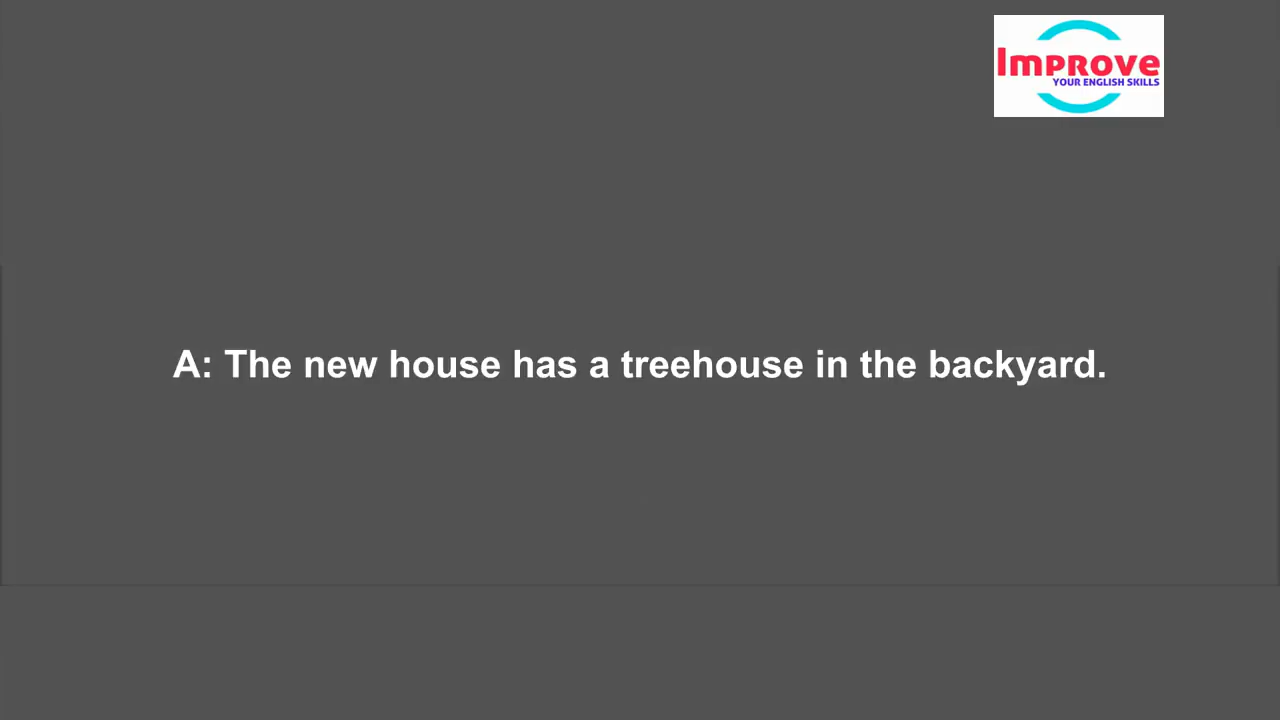 Improve
YOUR ENGLISH SKILLS
A: The new house has a treehouse in the backyard.